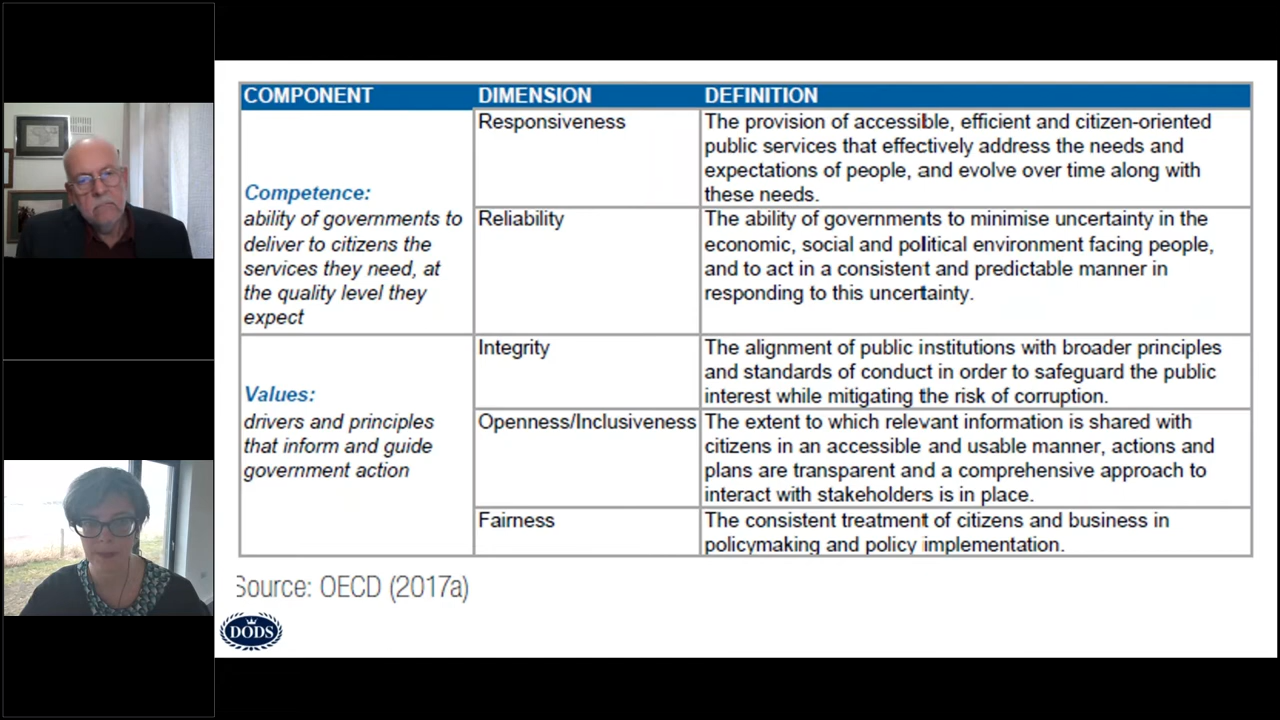 COMPONENT
DIMENSION
DEFINITION
Competence:
ability of governments to
deliver to citizens the
services they need, at
the quality level they
expect
Responsiveness
The provision of accessible, efficient and citizen-oriented
public services that effectively address the needs and
expectations of people, and evolve over time along with
these needs.
Reliability
The ability of governments to minimise uncertainty in the
economic, social and political environment facing people,
and to act in a consistent and predictable manner in
responding to this uncertainty.
Values:
drivers and principles
that inform and guide
government action
Integrity
The alignment of public institutions with broader principles
and standards of conduct in order to safeguard the public
interest while mitigating the risk of corruption.
Openness/Inclusiveness
The extent to which relevant information is shared with
citizens in an accessible and usable manner, actions and
plans are transparent and a comprehensive approach to
interact with stakeholders is in place.
Fairness
The consistent treatment of citizens and business in
policymaking and policy implementation.
Source: OECD (2017a)
DODS